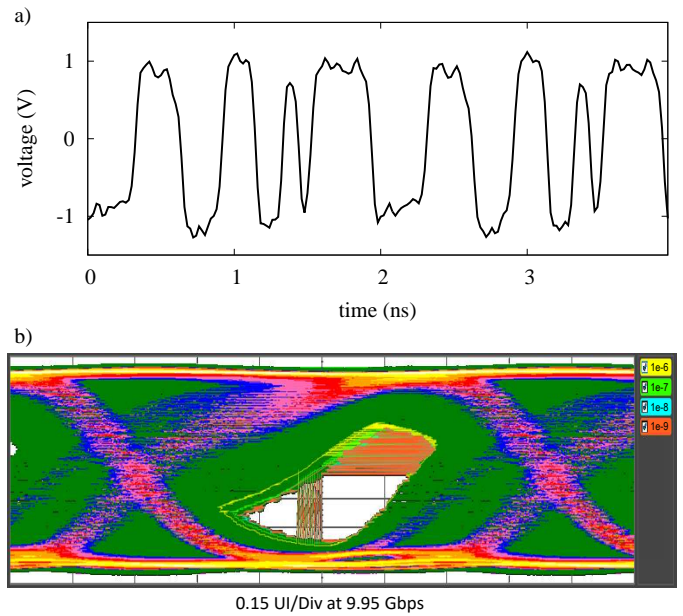 a)
voltage (V)
1
0
-1
0
1
2
3
time (ns)
b)
1e-6
1e-7
1e-8
1e-9
0.15 UI/Div at 9.95 Gbps